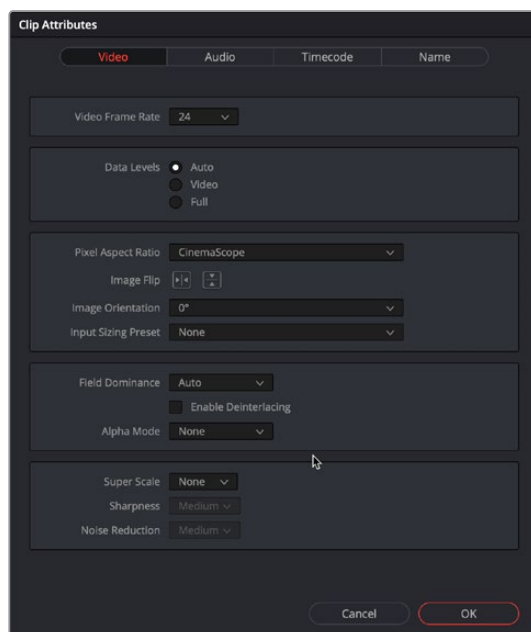 Clip Attributes
Video Audio Timecode Name
Video Frame Rate 24
Data Levels Auto
Video
Full
Pixel Aspect Ratio CinemaScope
Image Flip
Image Orientation 0°
Input Sizing Preset None
Field Dominance Auto
Enable Deinterlacing
Alpha Mode None
Super Scale None
Sharpness Medium
Noise Reduction Medium
Cancel OK